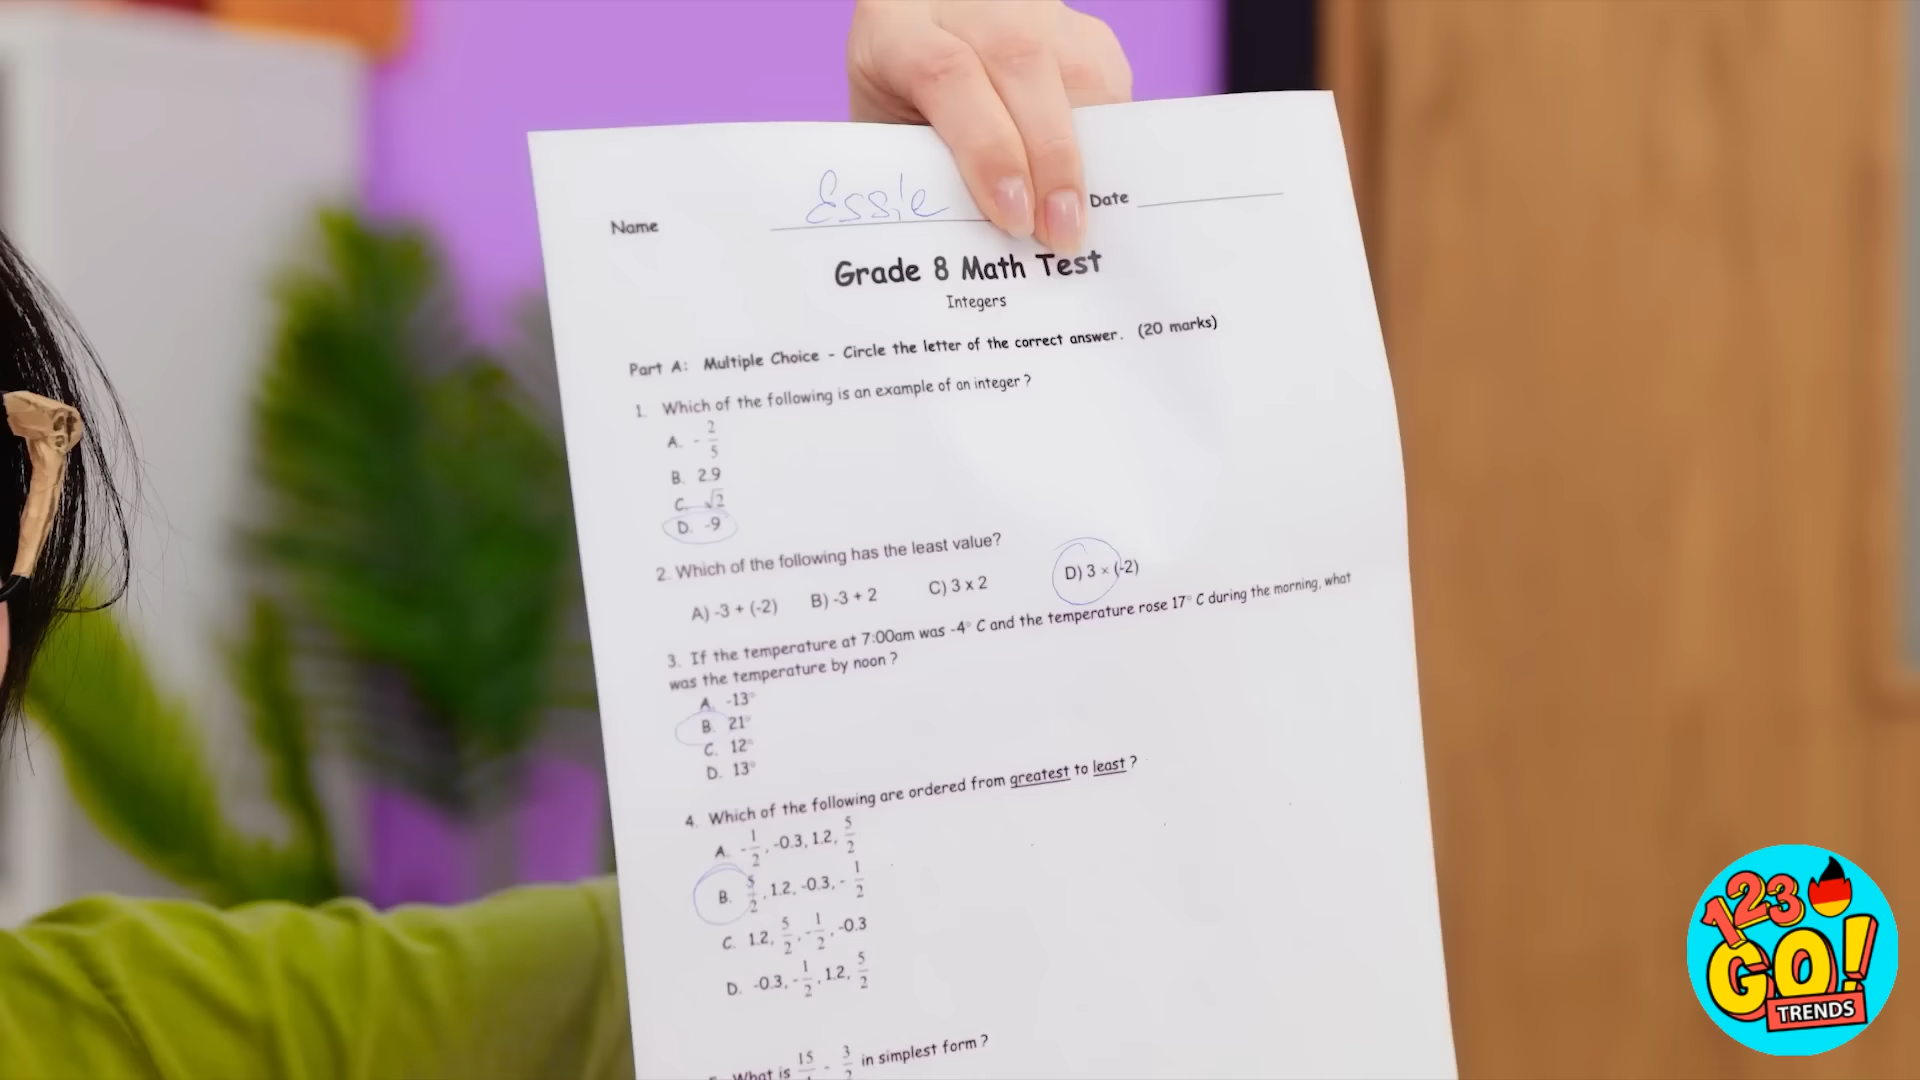 Name Essie Date
Grade 8 Math Test
Integers
Part A: Multiple Choice - Circle the letter of the correct answer. (20 marks)
1. Which of the following is an example of an integer ?
A. - 2/5
B. 2.9
C. √2
D. -9
2. Which of the following has the least value?
A) -3 + (-2) B) -3 + 2 C) 3 x 2 D) 3 × (-2)
3. If the temperature at 7:00am was -4° C and the temperature rose 17° C during the morning, what
was the temperature by noon ?
A. -13°
B. 21°
C. 12°
D. 13°
4. Which of the following are ordered from greatest to least ?
A. - 1/2, -0.3, 1.2, 5/2
B. 5/2, 1.2, -0.3, - 1/2
C. 1.2, 5/2, - 1/2, -0.3
D. -0.3, - 1/2, 1.2, 5/2
What is 15 - 3/2 in simplest form ?
123
GO!
TRENDS